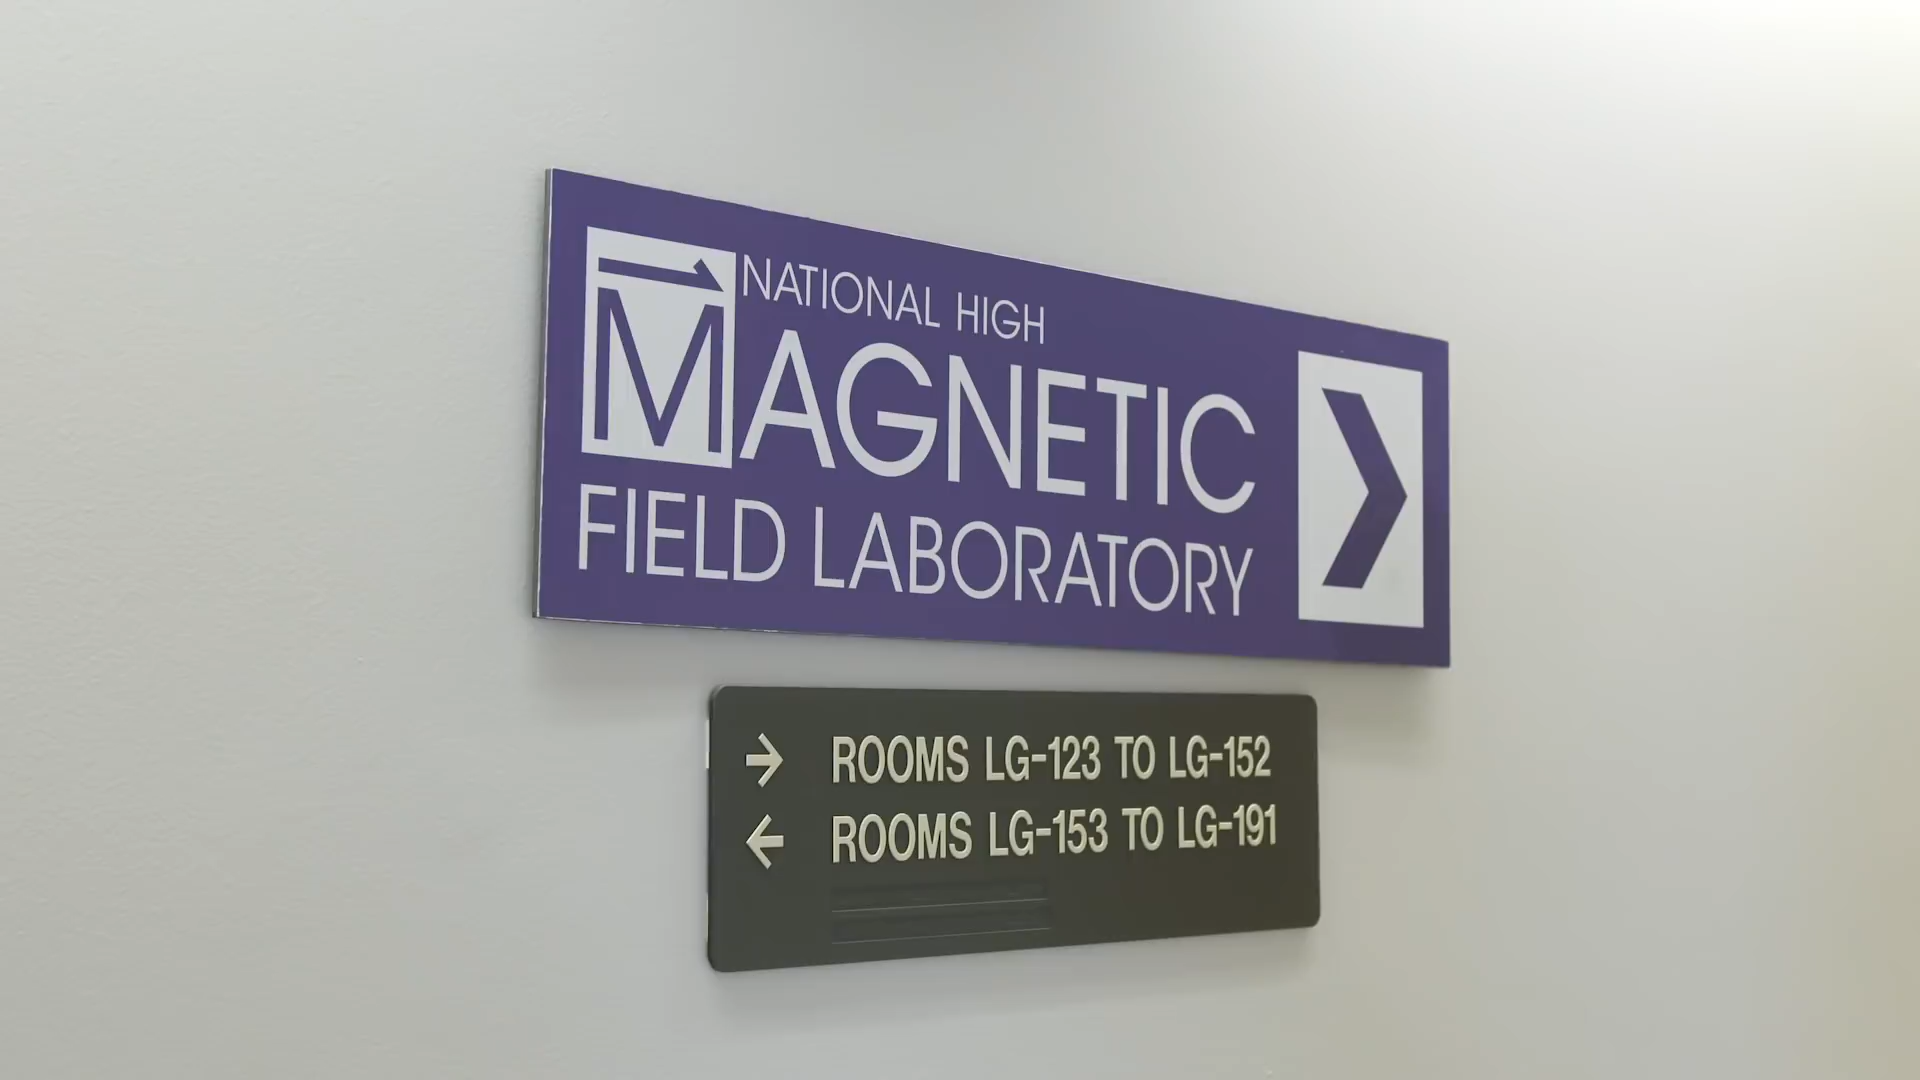 NATIONAL HIGH
MAGNETIC
FIELD LABORATORY
→ ROOMS LG-123 TO LG-152
← ROOMS LG-153 TO LG-191